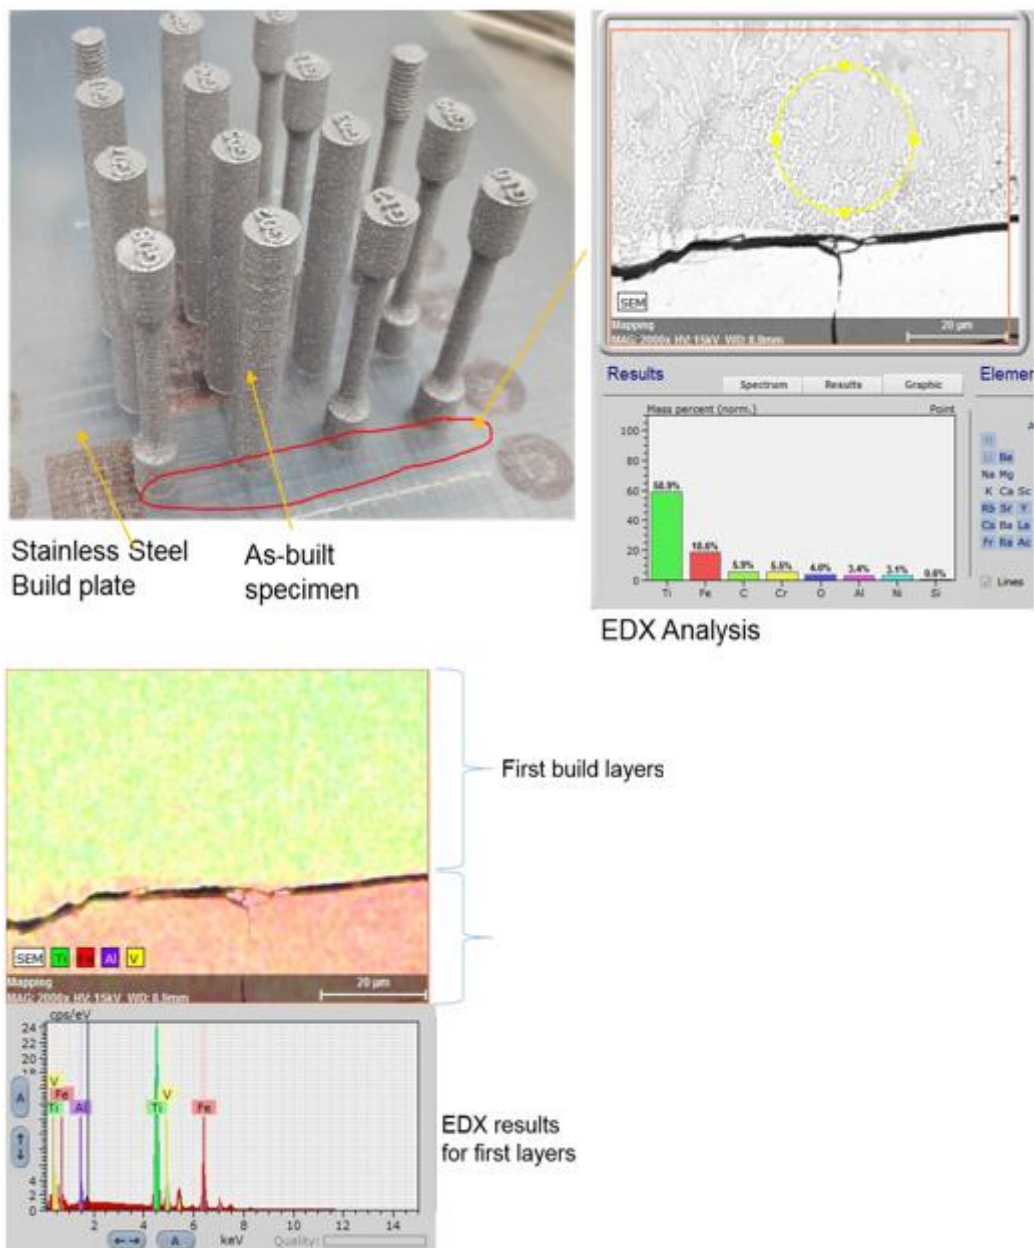 G08
G07
G12
G10
Stainless Steel
Build plate
As-built
specimen
SEM
Mapping
MAG: 2000x HV: 15kV WD: 8.9mm
20 µm
Results
Spectrum
Results
Graphic
Elemen
Mass percent (norm.)
Point
100
80
60
40
20
0
58.9%
18.6%
5.9%
5.5%
4.0%
3.4%
3.1%
0.6%
Ti Fe C Cr O Al Ni Si
A
Be
Na Mg
K Ca Sc
Rb Sr Y
Cs Ba La
Fr Ra Ac
Lines
EDX Analysis
First build layers
SEM Ti Fe Al V
Mapping
MAG: 2000x HV: 15kV WD: 8.9mm
20 µm
cps/eV
24
22
20
18
4
2
0
V
Fe
Ti Al
V
Ti Fe
A
2 4 6 8 10 12 14
A
keV
Quality:
EDX results
for first layers